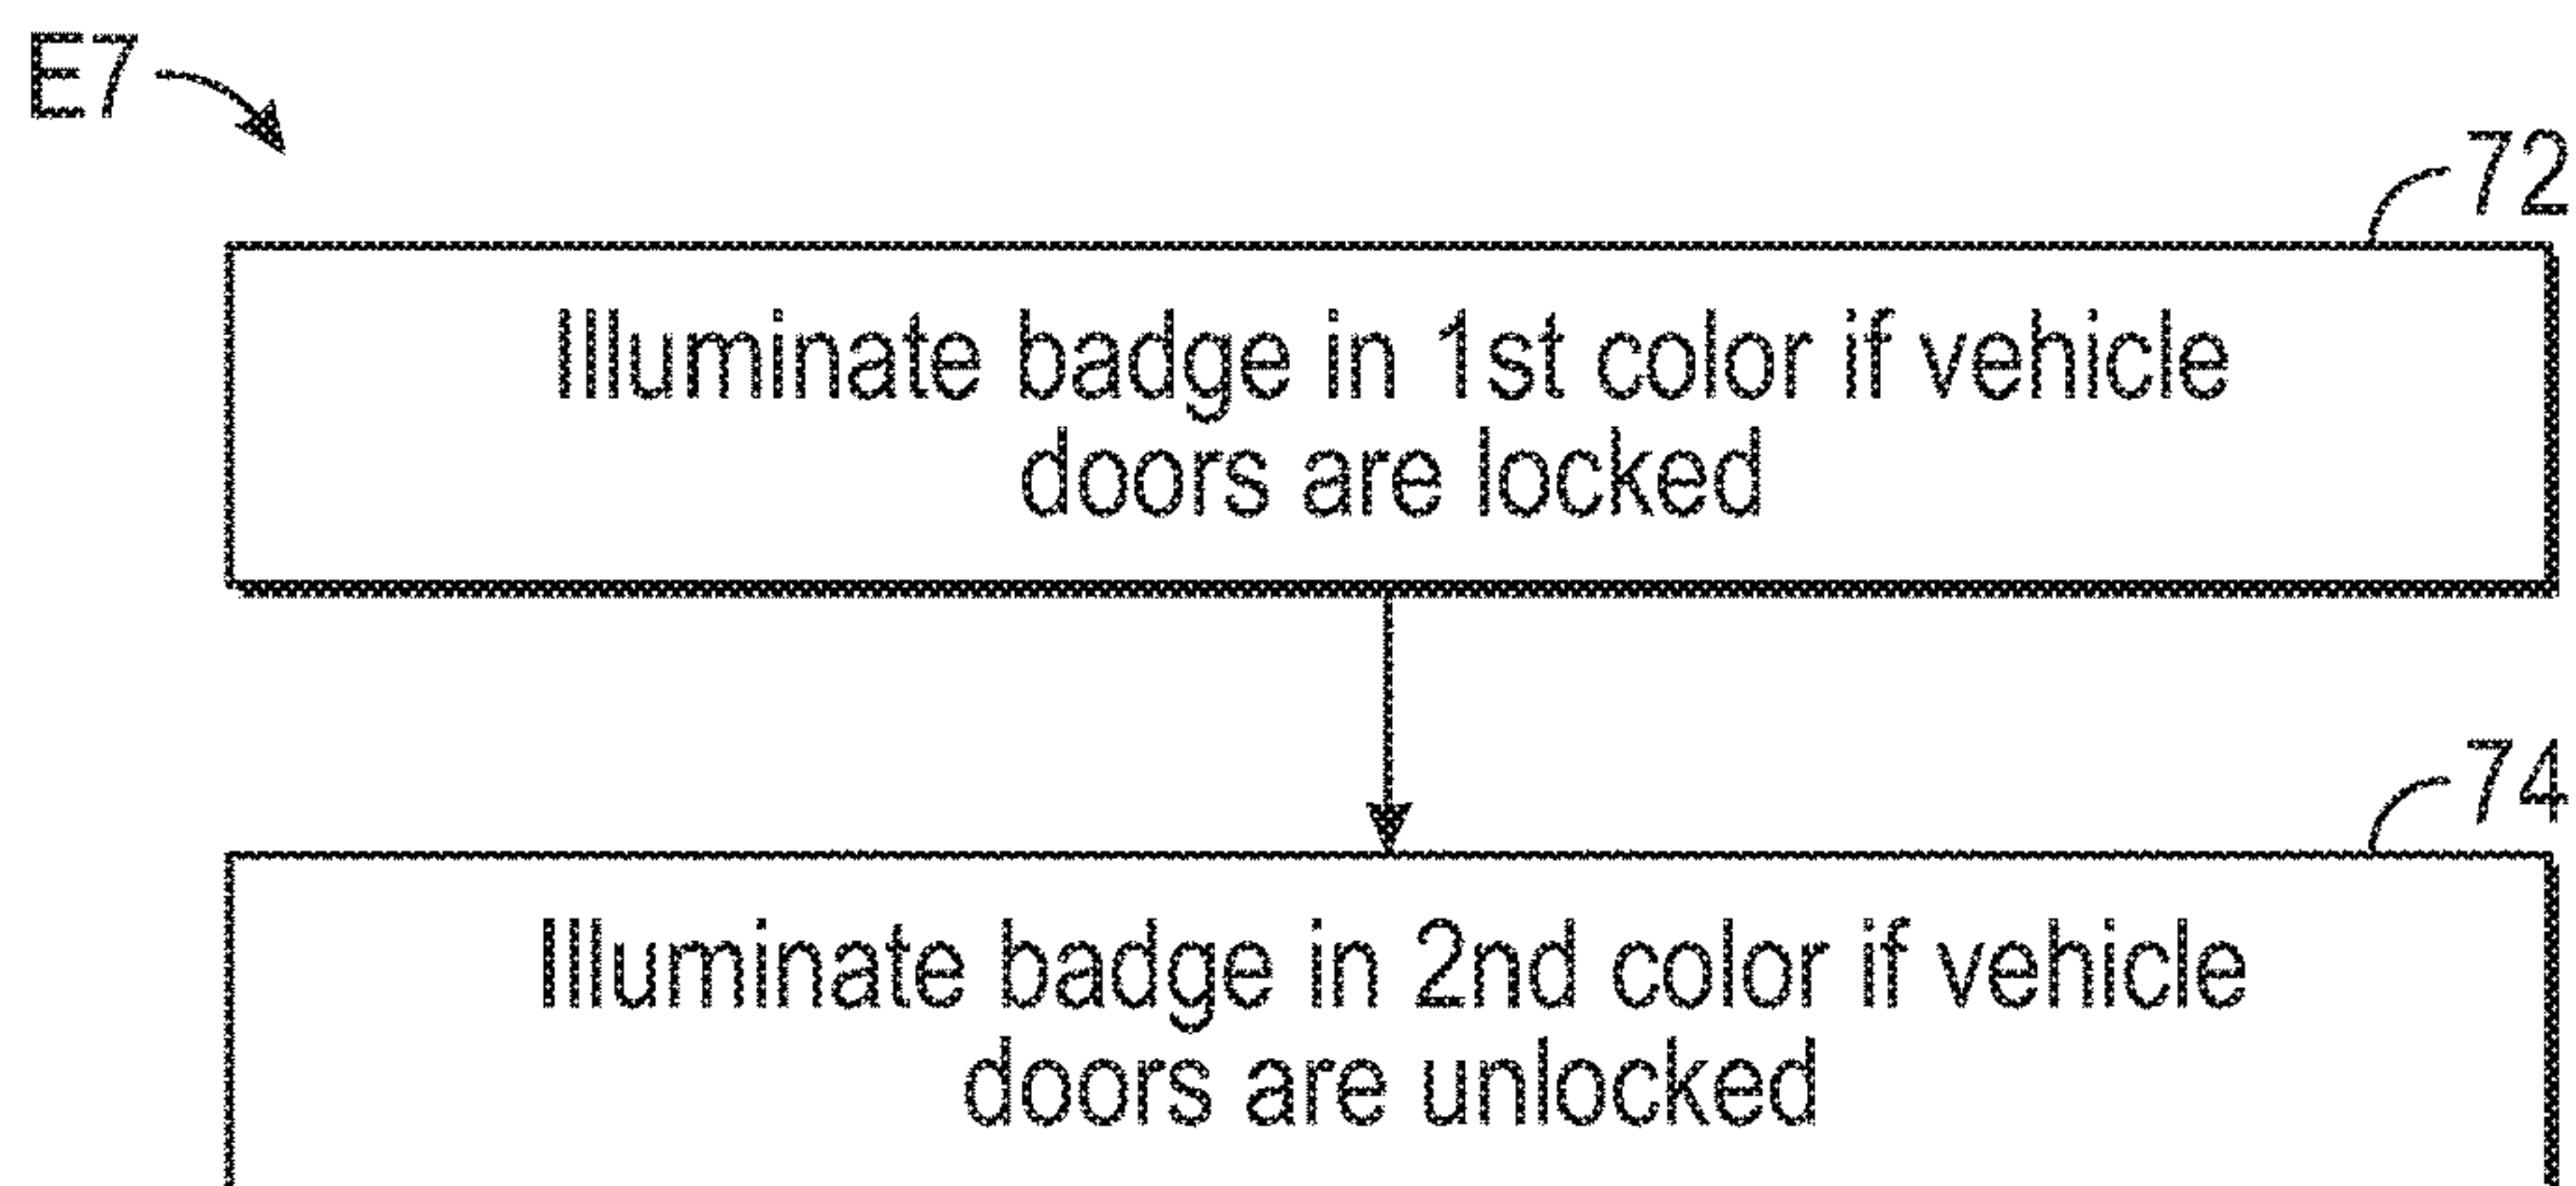 E7
72
Illuminate badge in 1st color if vehicle
doors are locked
74
Illuminate badge in 2nd color if vehicle
doors are unlocked